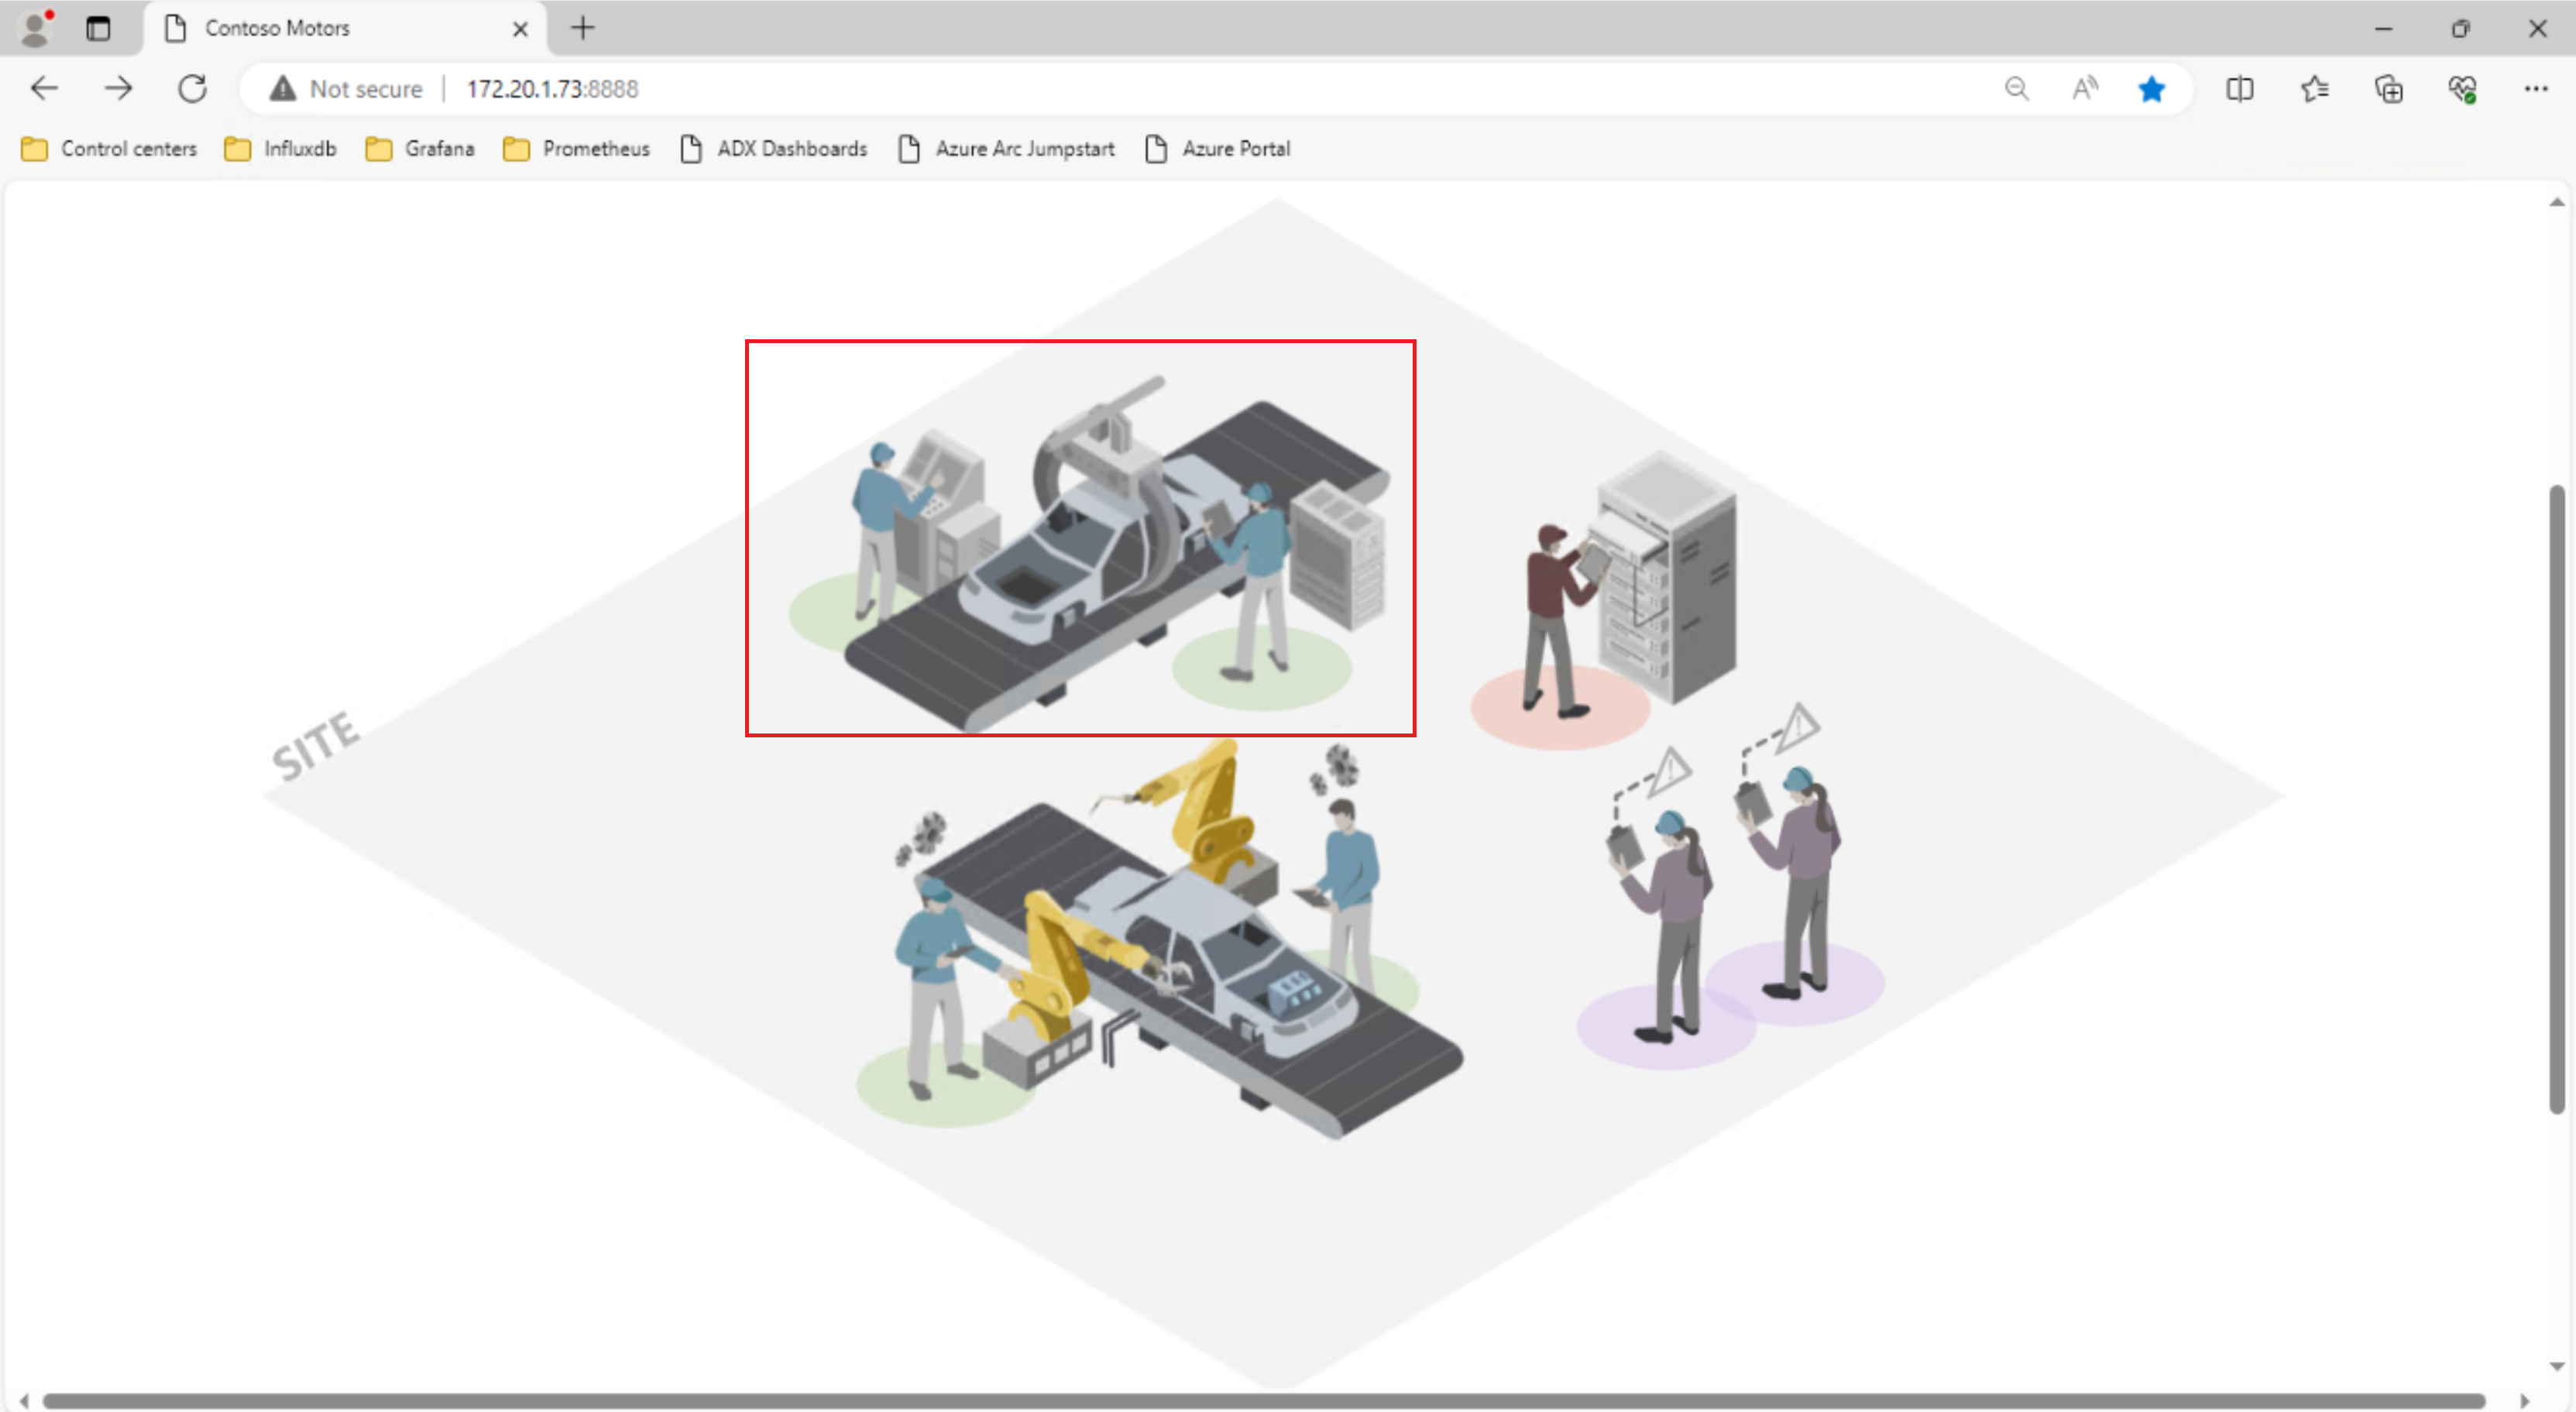 Contoso Motors
Not secure 172.20.1.73:8888
Control centers Influxdb Grafana Prometheus ADX Dashboards Azure Arc Jumpstart Azure Portal
SITE